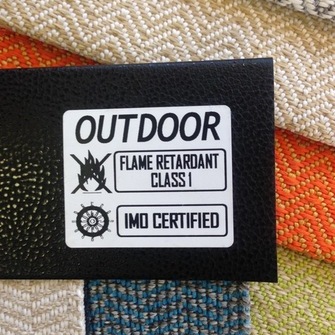 OUTDOOR
FLAME RETARDANT
CLASS 1
IMO CERTIFIED